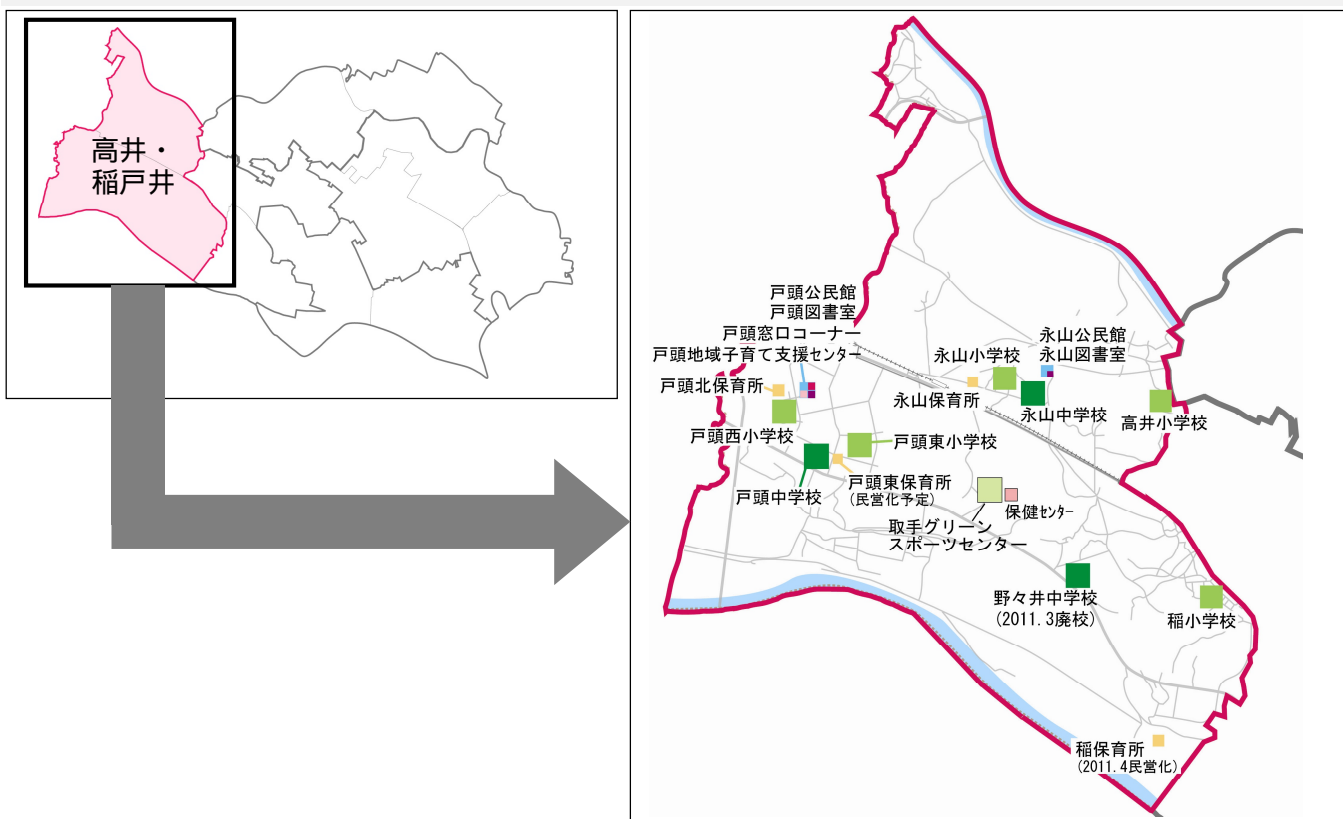 高井・
稲戸井
戸頭公民館
戸頭図書室
戸頭窓口コーナー
戸頭地域子育て支援センター
永山公民館
永山図書室
永山小学校
戸頭北保育所
永山保育所
永山中学校
高井小学校
戸頭西小学校
戸頭東小学校
戸頭中学校
戸頭東保育所
(民営化予定)
保健センター
取手グリーン
スポーツセンター
野々井中学校
(2011.3廃校)
稲小学校
稲保育所
(2011.4民営化)